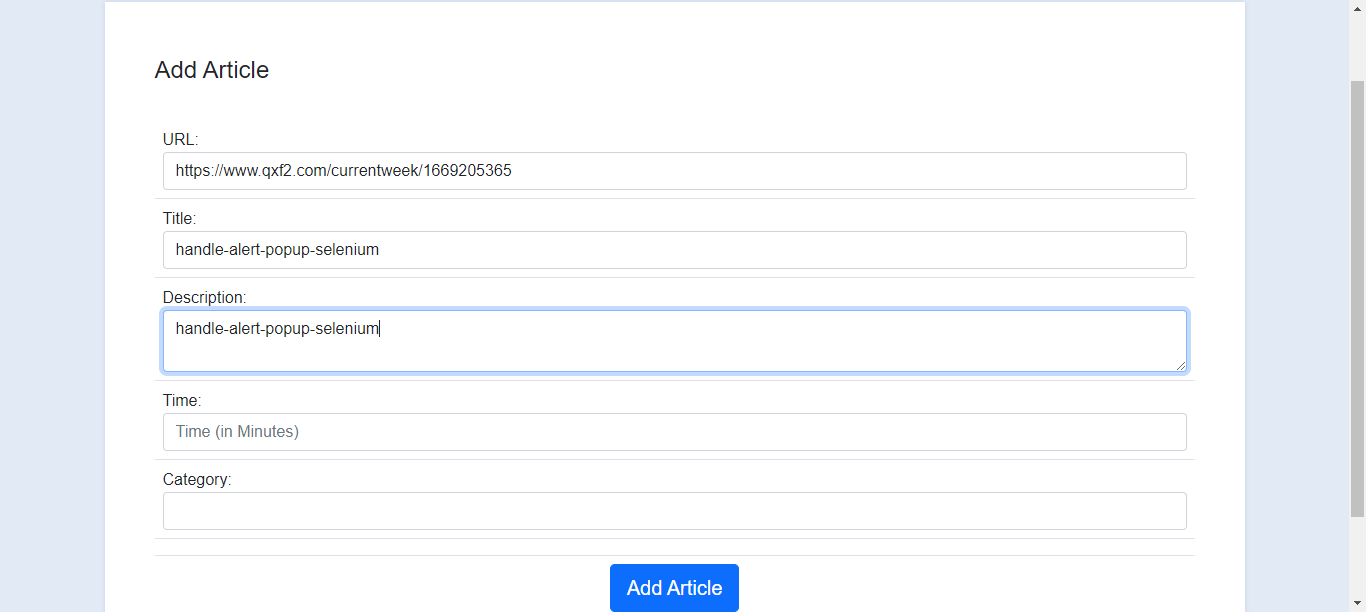 Add Article
URL:
https://www.qxf2.com/currentweek/1669205365
Title:
handle-alert-popup-selenium
Description:
handle-alert-popup-selenium
Time:
Time (in Minutes)
Category:
Add Article